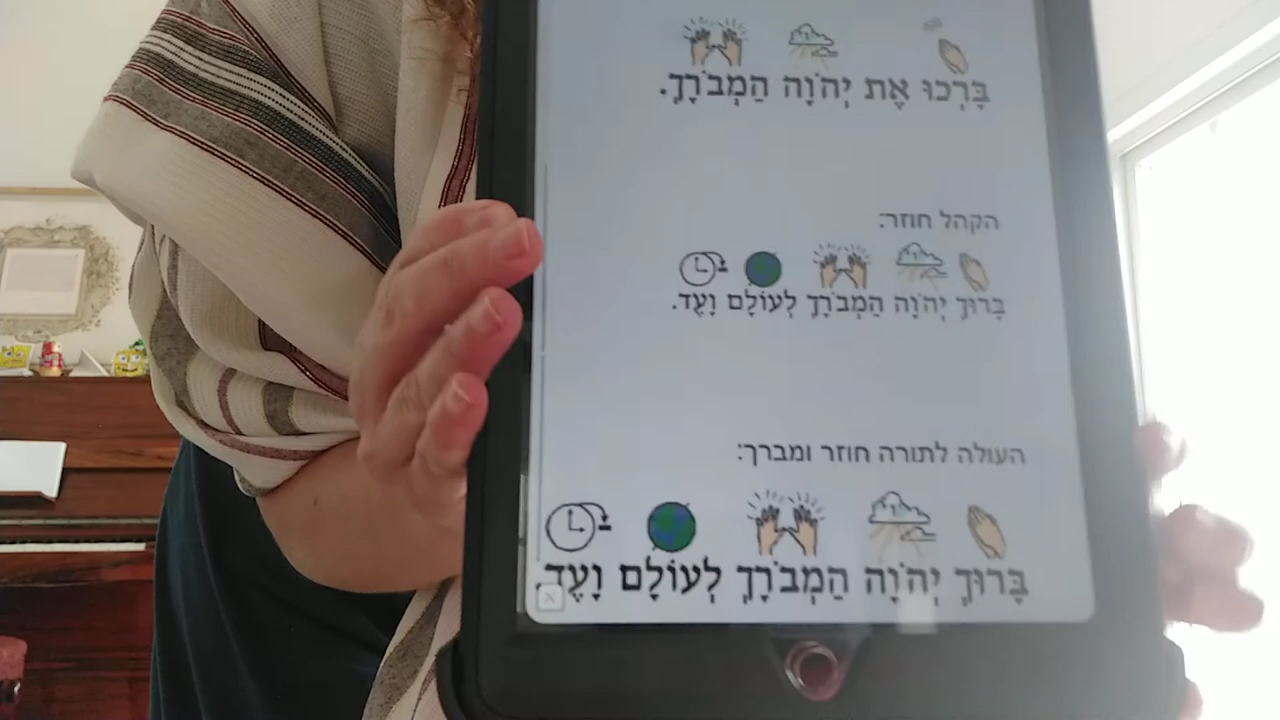 בָּרְכוּ אֶת יְהֹוָה הַמְבֹרָךְ.
הקהל חוזר:
בָּרוּךְ יְהֹוָה הַמְבֹרָךְ לְעוֹלָם וָעֶד.
העולה לתורה חוזר ומברך:
בָּרוּךְ יְהֹוָה הַמְבֹרָךְ לְעוֹלָם וָעֶד.